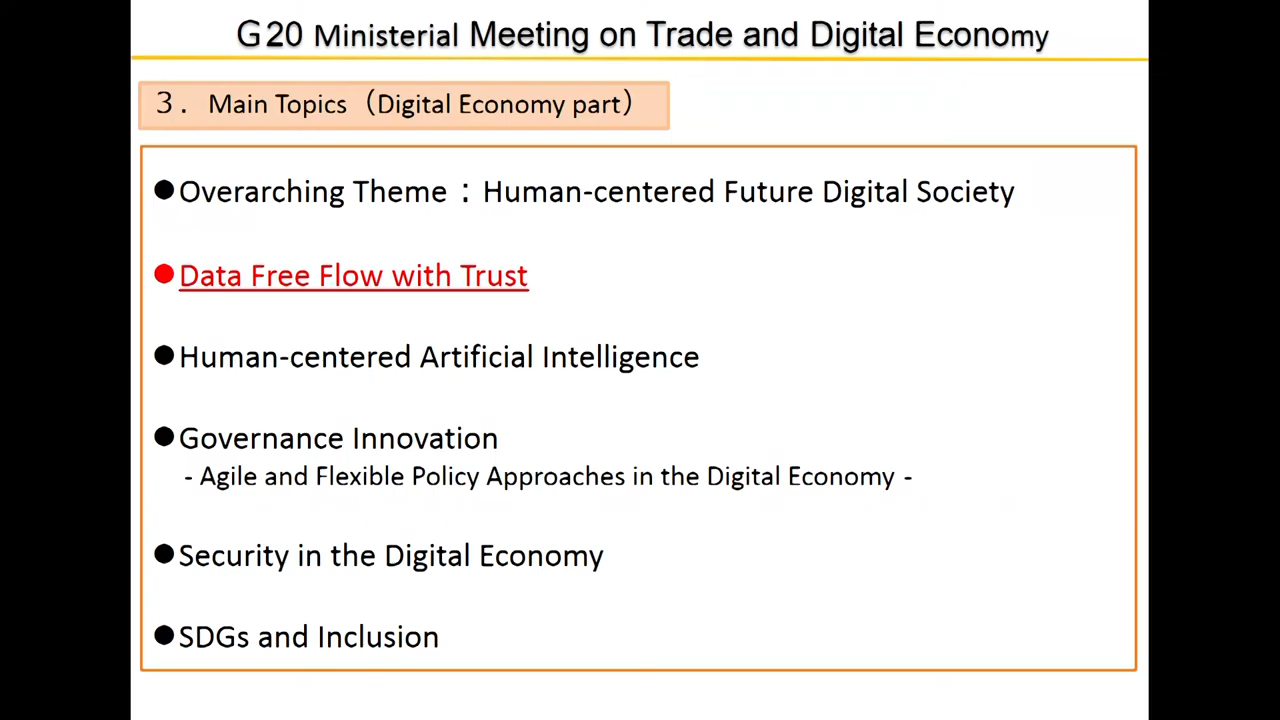 G20 Ministerial Meeting on Trade and Digital Economy
３． Main Topics （Digital Economy part）
●Overarching Theme：Human-centered Future Digital Society
●Data Free Flow with Trust
●Human-centered Artificial Intelligence
●Governance Innovation
- Agile and Flexible Policy Approaches in the Digital Economy -
●Security in the Digital Economy
●SDGs and Inclusion